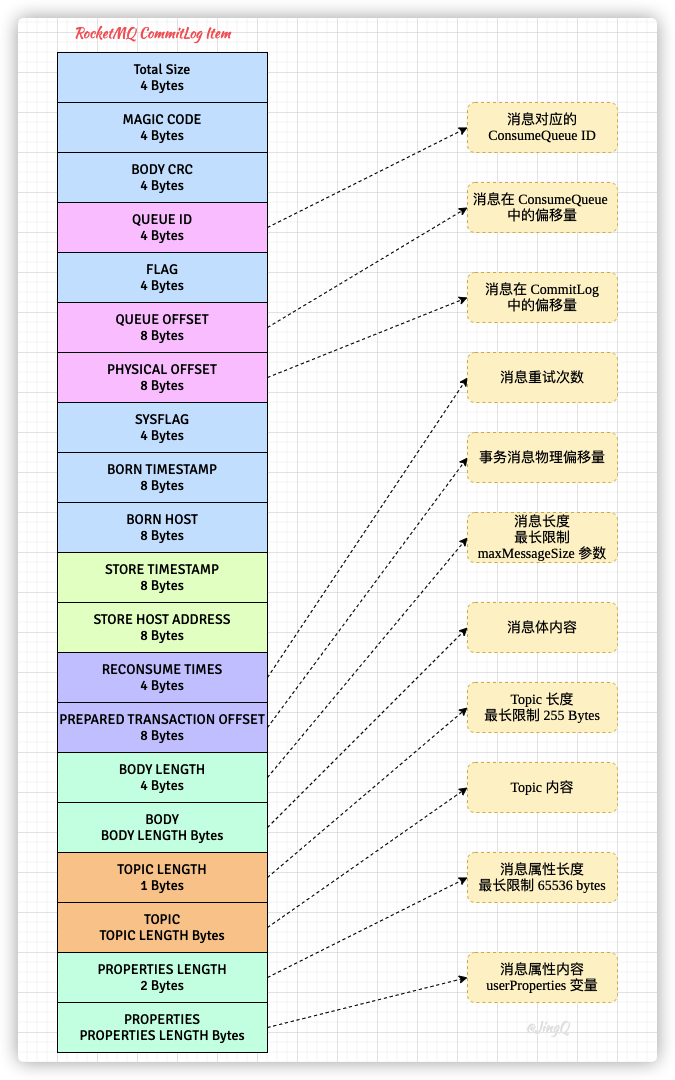 RocketMQ CommitLog Item
Total Size
4 Bytes
MAGIC CODE
4 Bytes
BODY CRC
4 Bytes
QUEUE ID
4 Bytes
FLAG
4 Bytes
QUEUE OFFSET
8 Bytes
PHYSICAL OFFSET
8 Bytes
SYSFLAG
4 Bytes
BORN TIMESTAMP
8 Bytes
BORN HOST
8 Bytes
STORE TIMESTAMP
8 Bytes
STORE HOST ADDRESS
8 Bytes
RECONSUME TIMES
4 Bytes
PREPARED TRANSACTION OFFSET
8 Bytes
BODY LENGTH
4 Bytes
BODY
BODY LENGTH Bytes
TOPIC LENGTH
1 Bytes
TOPIC
TOPIC LENGTH Bytes
PROPERTIES LENGTH
2 Bytes
PROPERTIES
PROPERTIES LENGTH Bytes
消息对应的
ConsumeQueue ID
消息在 ConsumeQueue
中的偏移量
消息在 CommitLog
中的偏移量
消息重试次数
事务消息物理偏移量
消息长度
最长限制
maxMessageSize 参数
消息体内容
Topic 长度
最长限制 255 Bytes
Topic 内容
消息属性长度
最长限制 65536 bytes
消息属性内容
userProperties 变量
@JingQ